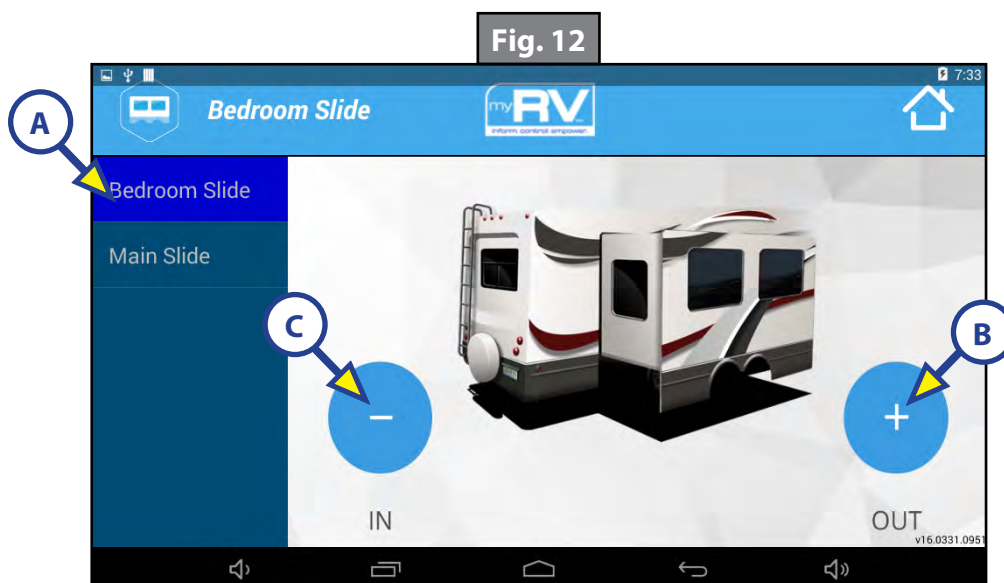 Fig. 12
7:33
A
Bedroom Slide
myRV
inform control empower
Bedroom Slide
Main Slide
C
B
−
+
IN
OUT
v16.0331.0951